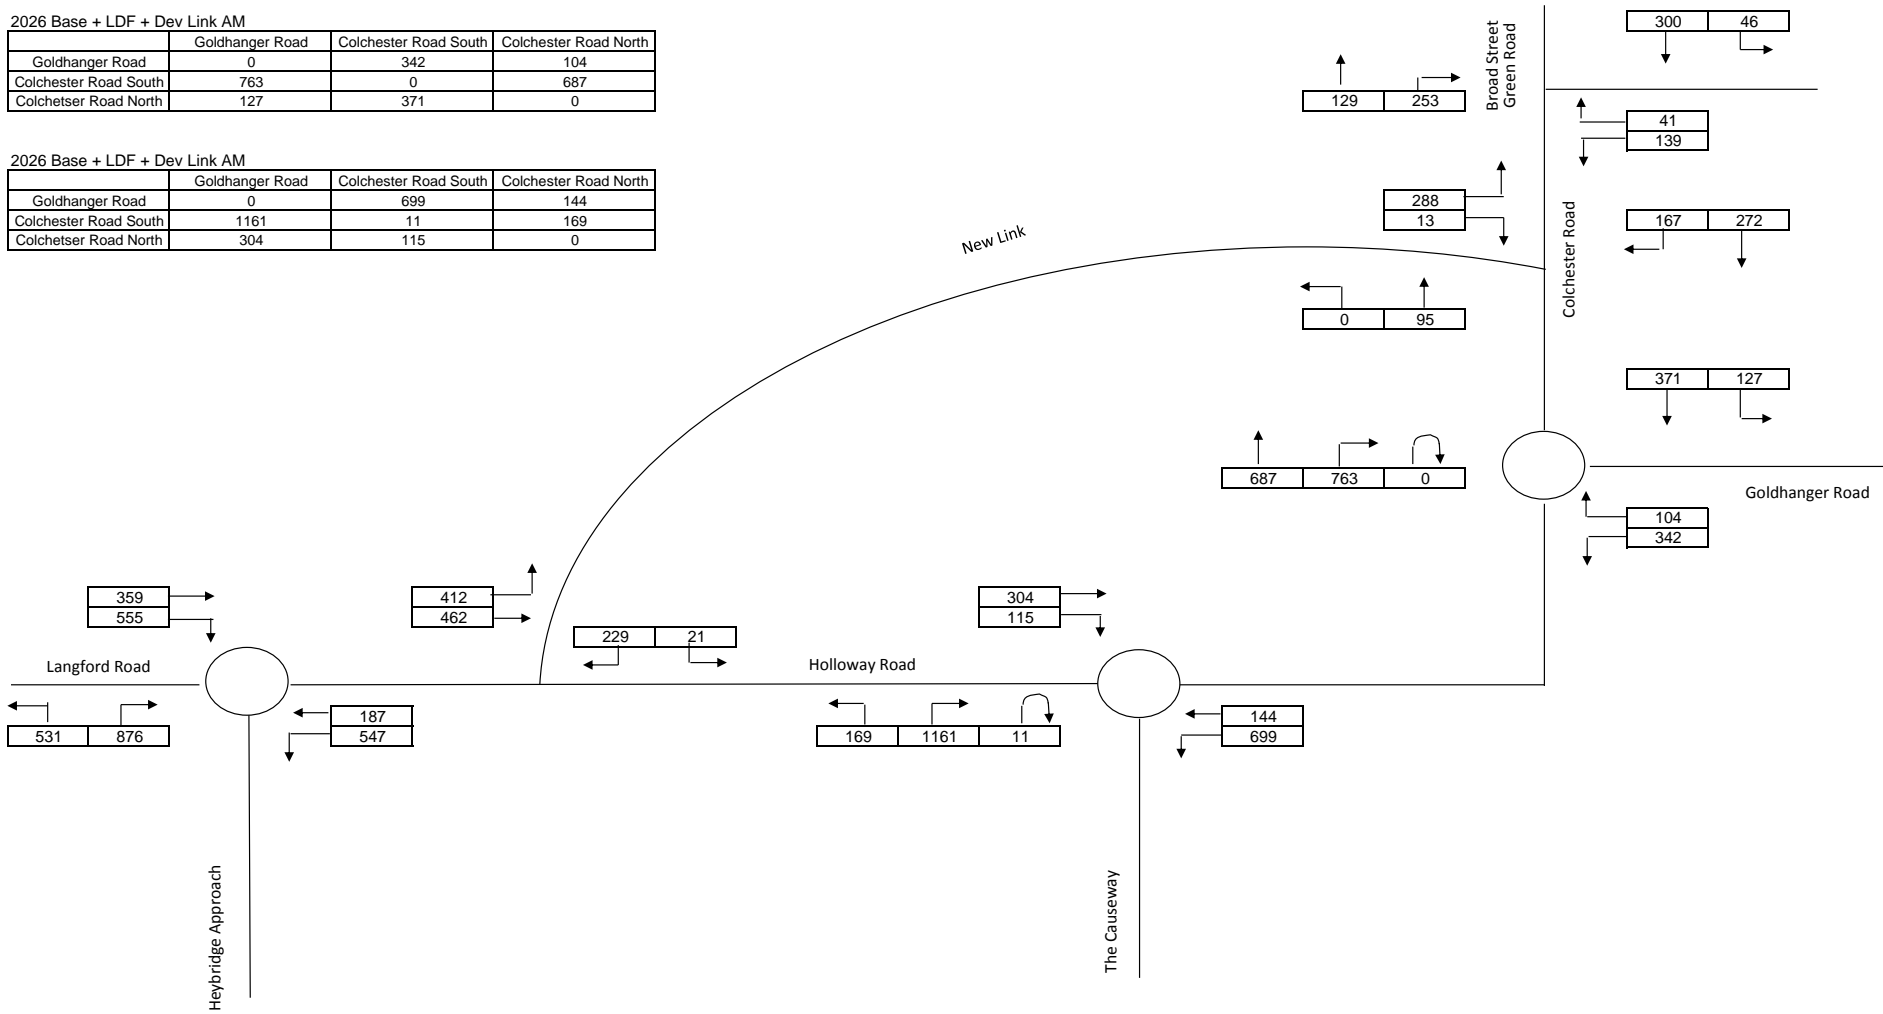 2026 Base + LDF + Dev Link AM
Goldhanger Road Colchester Road South Colchester Road North
Goldhanger Road 0 342 104
Colchester Road South 763 0 687
Colchetser Road North 127 371 0
2026 Base + LDF + Dev Link AM
Goldhanger Road Colchester Road South Colchester Road North
Goldhanger Road 0 699 144
Colchester Road South 1161 11 169
Colchetser Road North 304 115 0
300 46
Broad Street
Green Road
129 253
41
139
288
13
Colchester Road
167 272
New Link
0 95
371 127
687 763 0
Goldhanger Road
104
342
359
555
412
462
304
115
229 21
Langford Road
Holloway Road
531 876
187
547
169 1161 11
144
699
Heybridge Approach
The Causeway